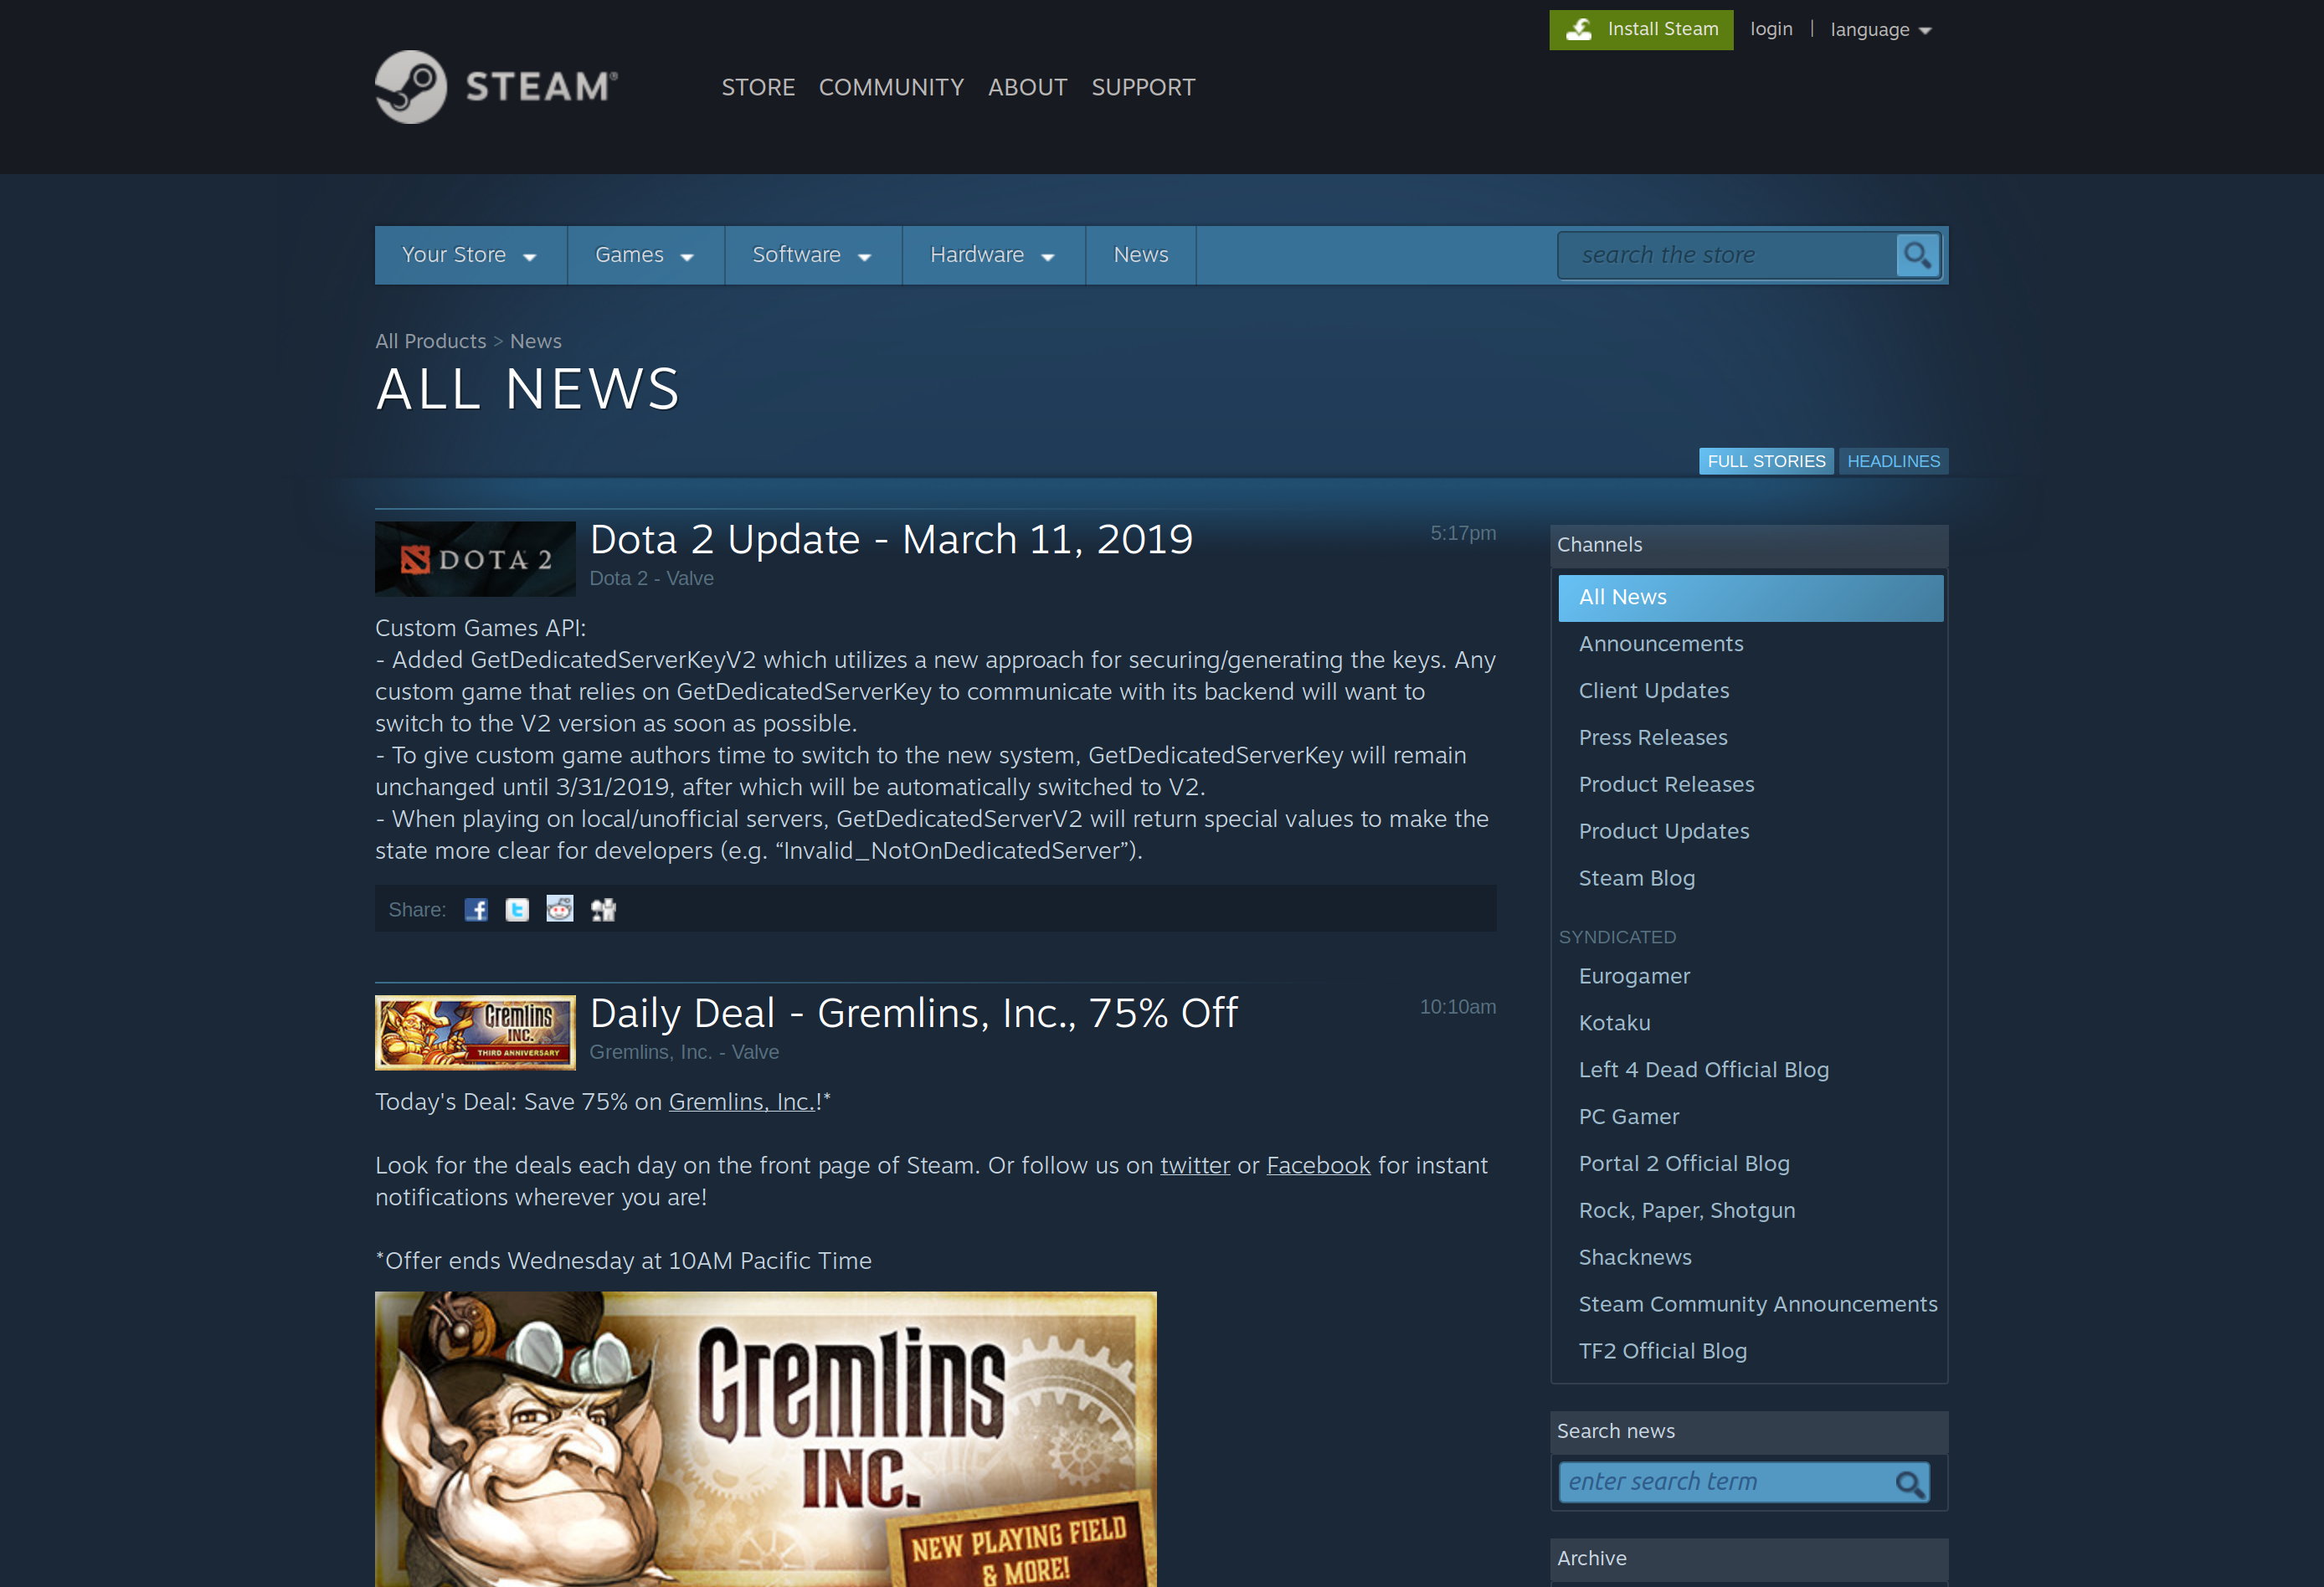 Install Steam
login | language
STEAM®
STORE COMMUNITY ABOUT SUPPORT
Your Store Games Software Hardware News
search the store
All Products > News
ALL NEWS
FULL STORIES HEADLINES
DOTA 2
Dota 2 Update - March 11, 2019
5:17pm
Dota 2 - Valve
Custom Games API:
- Added GetDedicatedServerKeyV2 which utilizes a new approach for securing/generating the keys. Any
custom game that relies on GetDedicatedServerKey to communicate with its backend will want to
switch to the V2 version as soon as possible.
- To give custom game authors time to switch to the new system, GetDedicatedServerKey will remain
unchanged until 3/31/2019, after which will be automatically switched to V2.
- When playing on local/unofficial servers, GetDedicatedServerV2 will return special values to make the
state more clear for developers (e.g. “Invalid_NotOnDedicatedServer”).
Share:
Gremlins
INC.
THIRD ANNIVERSARY
Daily Deal - Gremlins, Inc., 75% Off
10:10am
Gremlins, Inc. - Valve
Today's Deal: Save 75% on Gremlins, Inc.!*
Look for the deals each day on the front page of Steam. Or follow us on twitter or Facebook for instant
notifications wherever you are!
*Offer ends Wednesday at 10AM Pacific Time
Gremlins
INC.
NEW PLAYING FIELD
& MORE!
Channels
All News
Announcements
Client Updates
Press Releases
Product Releases
Product Updates
Steam Blog
SYNDICATED
Eurogamer
Kotaku
Left 4 Dead Official Blog
PC Gamer
Portal 2 Official Blog
Rock, Paper, Shotgun
Shacknews
Steam Community Announcements
TF2 Official Blog
Search news
enter search term
Archive